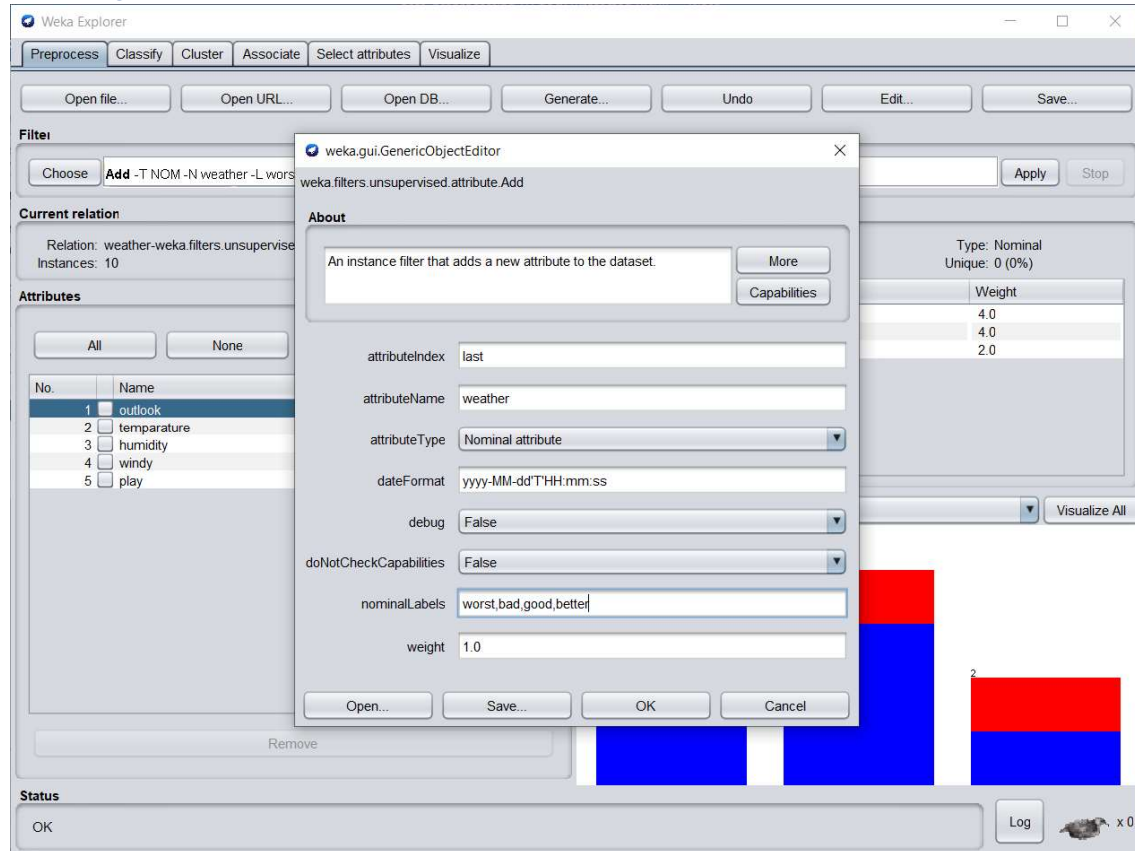 Weka Explorer
Preprocess Classify Cluster Associate Select attributes Visualize
Open file... Open URL... Open DB... Generate... Undo Edit... Save...
Filter
Choose Add -T NOM -N weather -L wors
Apply Stop
Current relation
Relation: weather-weka.filters.unsupervise
Instances: 10
Attributes
All None
No. Name
1 outlook
2 temparature
3 humidity
4 windy
5 play
Remove
weka.gui.GenericObjectEditor
weka.filters.unsupervised.attribute.Add
About
An instance filter that adds a new attribute to the dataset.
More
Capabilities
attributeIndex last
attributeName weather
attributeType Nominal attribute
dateFormat yyyy-MM-dd'T'HH:mm:ss
debug False
doNotCheckCapabilities False
nominalLabels worst,bad,good,better
weight 1.0
Open... Save... OK Cancel
Type: Nominal
Unique: 0 (0%)
Weight
4.0
4.0
2.0
Visualize All
2
Status
OK
Log x 0